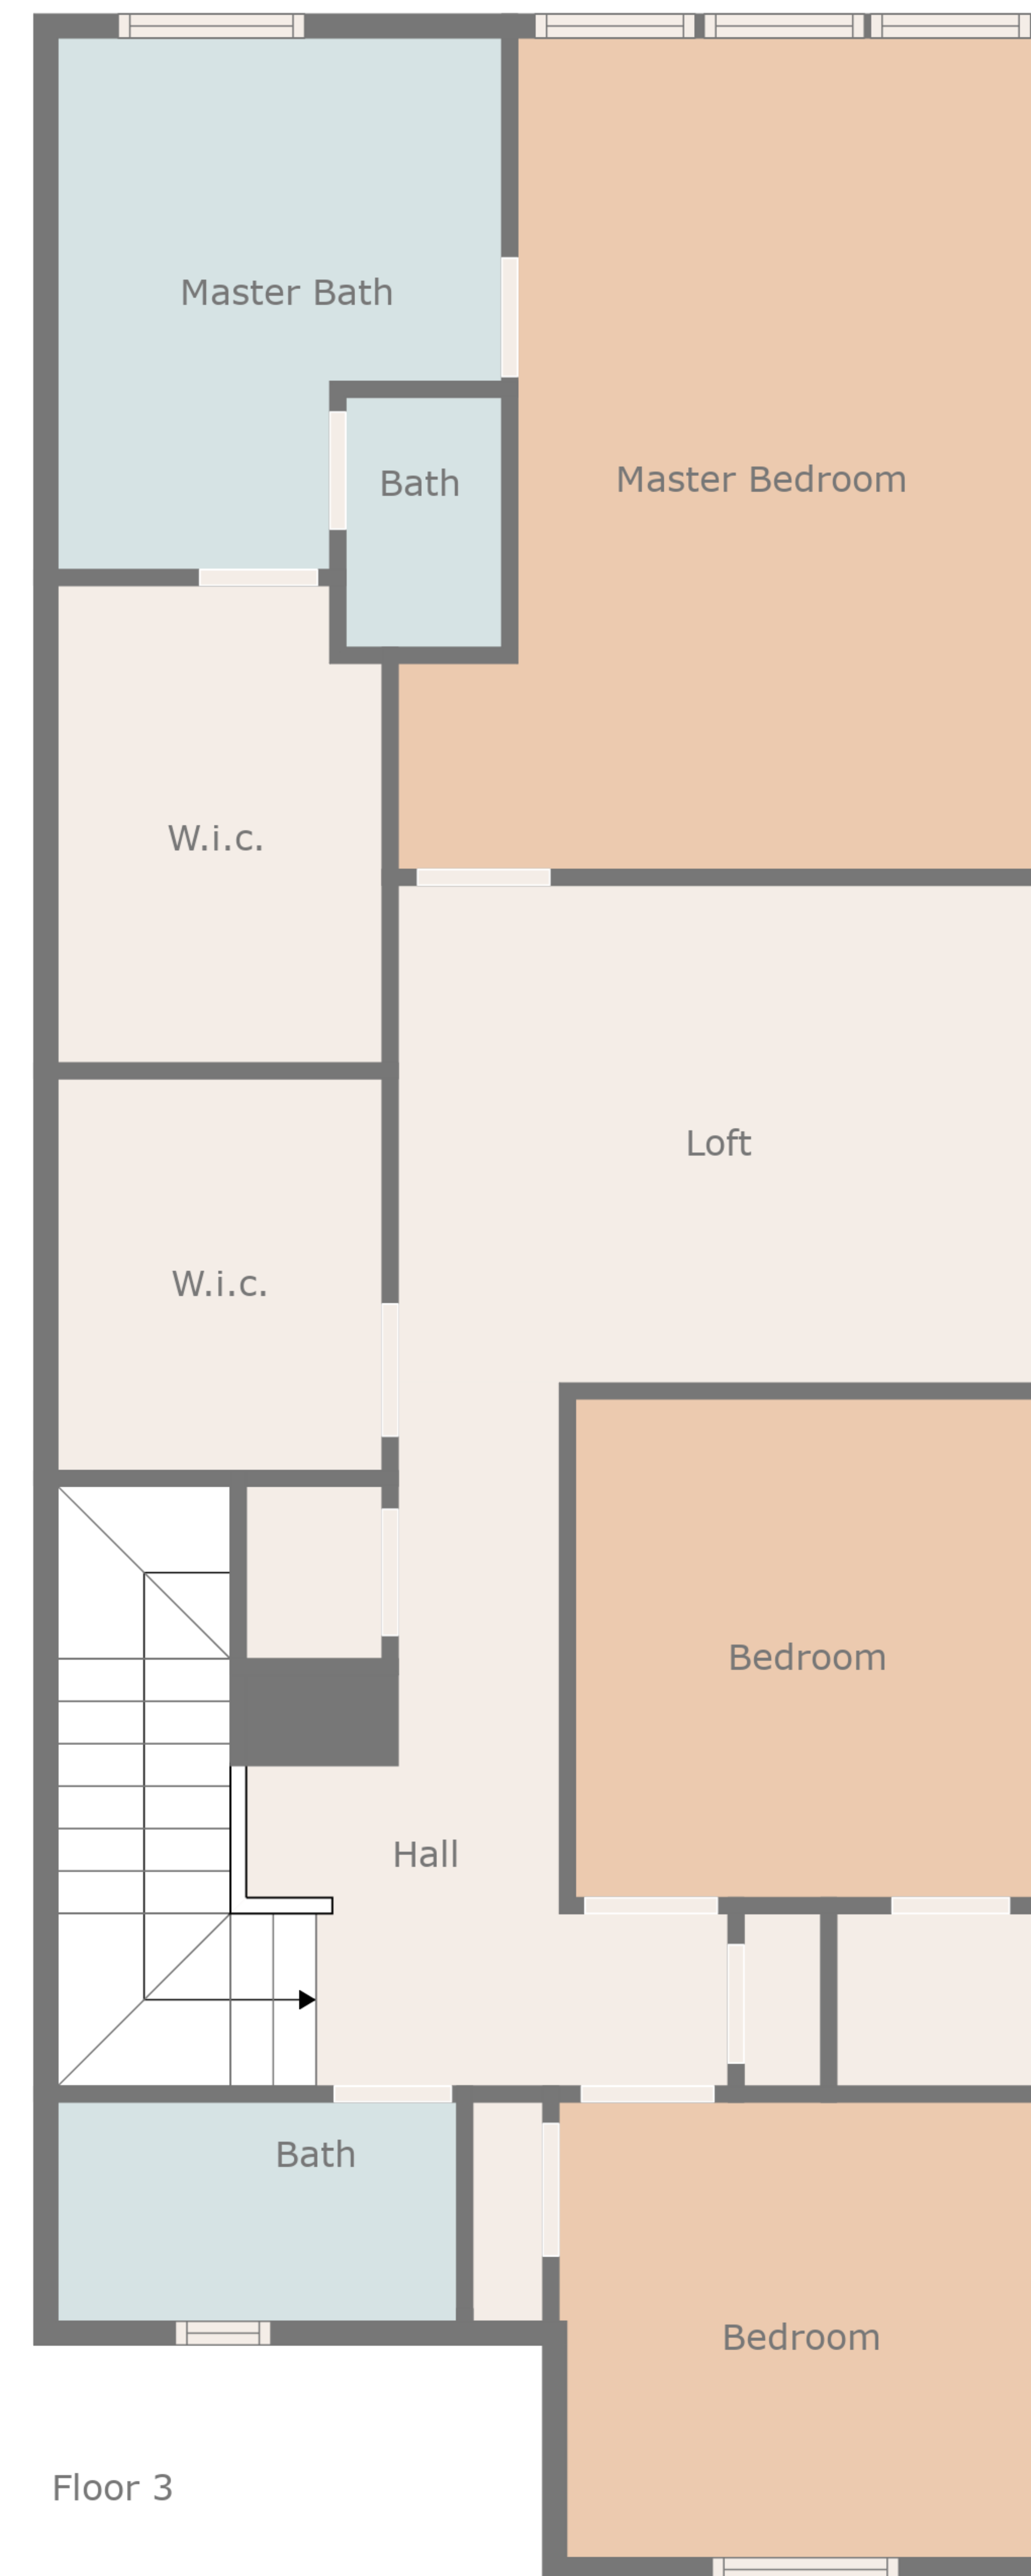 Master Bath
Bath
Master Bedroom
W.i.c.
Loft
W.i.c.
Bedroom
Hall
Bath
Bedroom
Floor 3